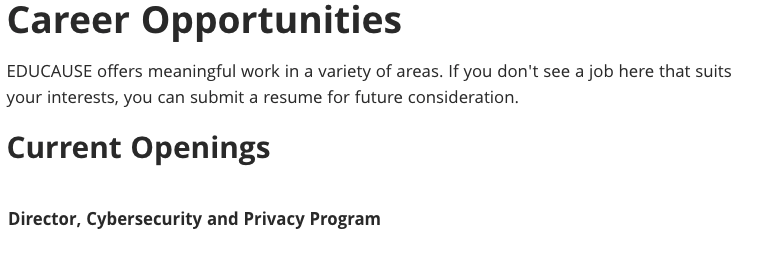 Career Opportunities
EDUCAUSE offers meaningful work in a variety of areas. If you don't see a job here that suits
your interests, you can submit a resume for future consideration.
Current Openings
Director, Cybersecurity and Privacy Program